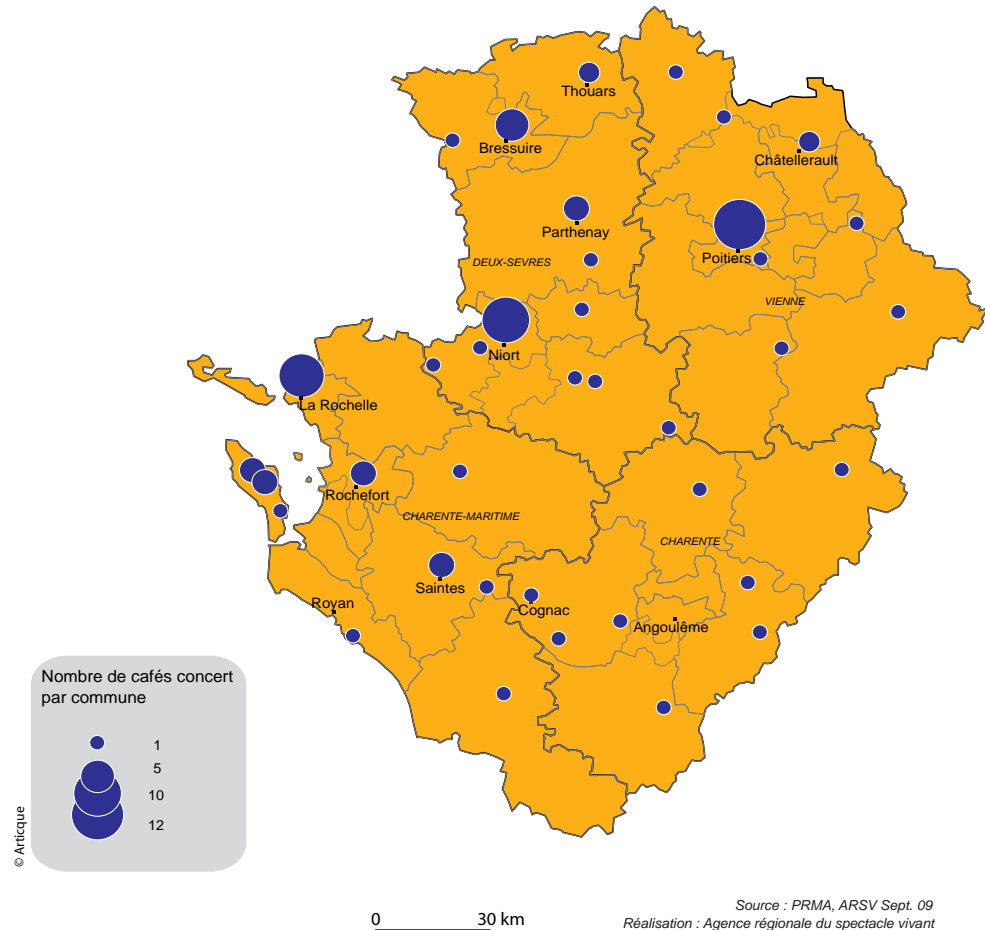 Thouars
Bressuire
Châtellerault
Parthenay
Poitiers
DEUX-SEVRES
VIENNE
Niort
La Rochelle
Rochefort
CHARENTE-MARITIME
CHARENTE
Saintes
Royan
Cognac
Angoulême
Nombre de cafés concert
par commune
1
5
10
12
© Articque
0 30 km
Source : PRMA, ARSV Sept. 09
Réalisation : Agence régionale du spectacle vivant